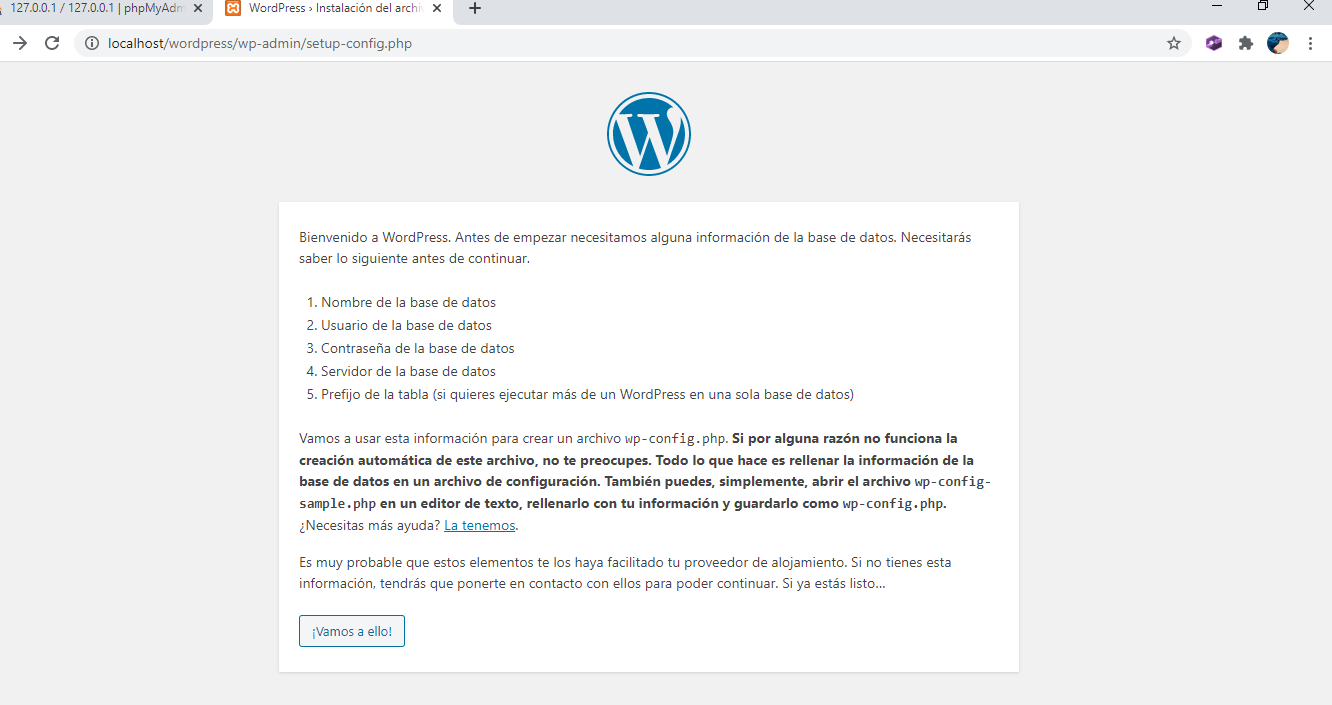 127.0.0.1 / 127.0.0.1 | phpMyAdm
WordPress › Instalación del archi
localhost/wordpress/wp-admin/setup-config.php
Bienvenido a WordPress. Antes de empezar necesitamos alguna información de la base de datos. Necesitarás
saber lo siguiente antes de continuar.
1. Nombre de la base de datos
2. Usuario de la base de datos
3. Contraseña de la base de datos
4. Servidor de la base de datos
5. Prefijo de la tabla (si quieres ejecutar más de un WordPress en una sola base de datos)
Vamos a usar esta información para crear un archivo wp-config.php. Si por alguna razón no funciona la
creación automática de este archivo, no te preocupes. Todo lo que hace es rellenar la información de la
base de datos en un archivo de configuración. También puedes, simplemente, abrir el archivo wp-config-
sample.php en un editor de texto, rellenarlo con tu información y guardarlo como wp-config.php.
¿Necesitas más ayuda? La tenemos.
Es muy probable que estos elementos te los haya facilitado tu proveedor de alojamiento. Si no tienes esta
información, tendrás que ponerte en contacto con ellos para poder continuar. Si ya estás listo…
¡Vamos a ello!